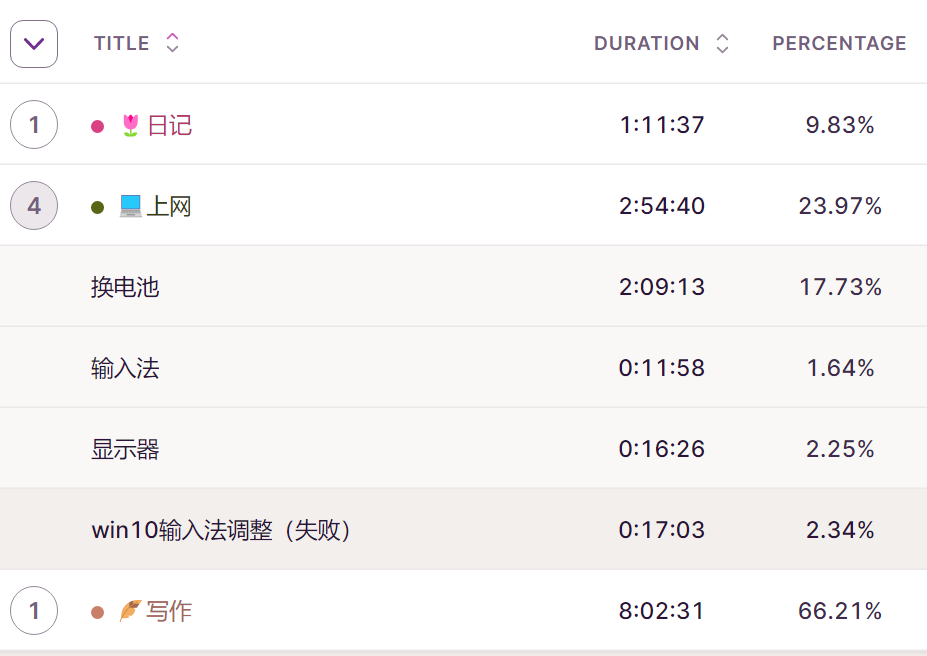 TITLE DURATION PERCENTAGE
1 🌷日记 1:11:37 9.83%
4 💻上网 2:54:40 23.97%
换电池 2:09:13 17.73%
输入法 0:11:58 1.64%
显示器 0:16:26 2.25%
win10输入法调整（失败） 0:17:03 2.34%
1 🪶写作 8:02:31 66.21%